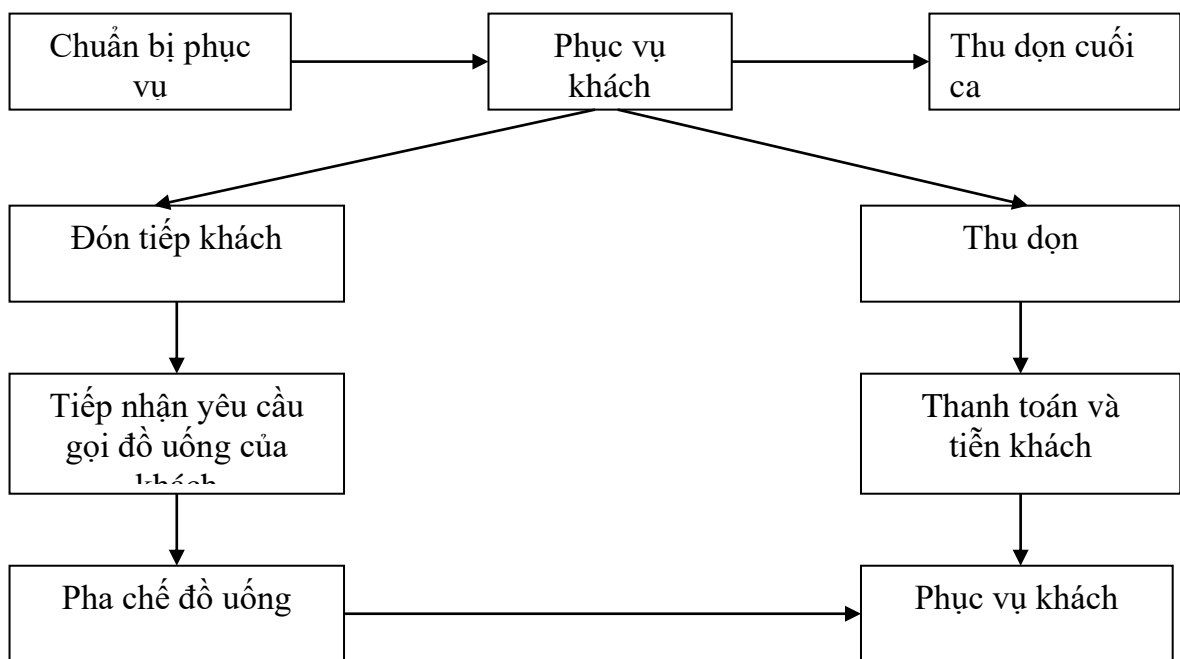 Chuẩn bị phục
vụ
Phục vụ
khách
Thu dọn cuối
ca
Đón tiếp khách
Thu dọn
Tiếp nhận yêu cầu
gọi đồ uống của
khách
Thanh toán và
tiễn khách
Pha chế đồ uống
Phục vụ khách